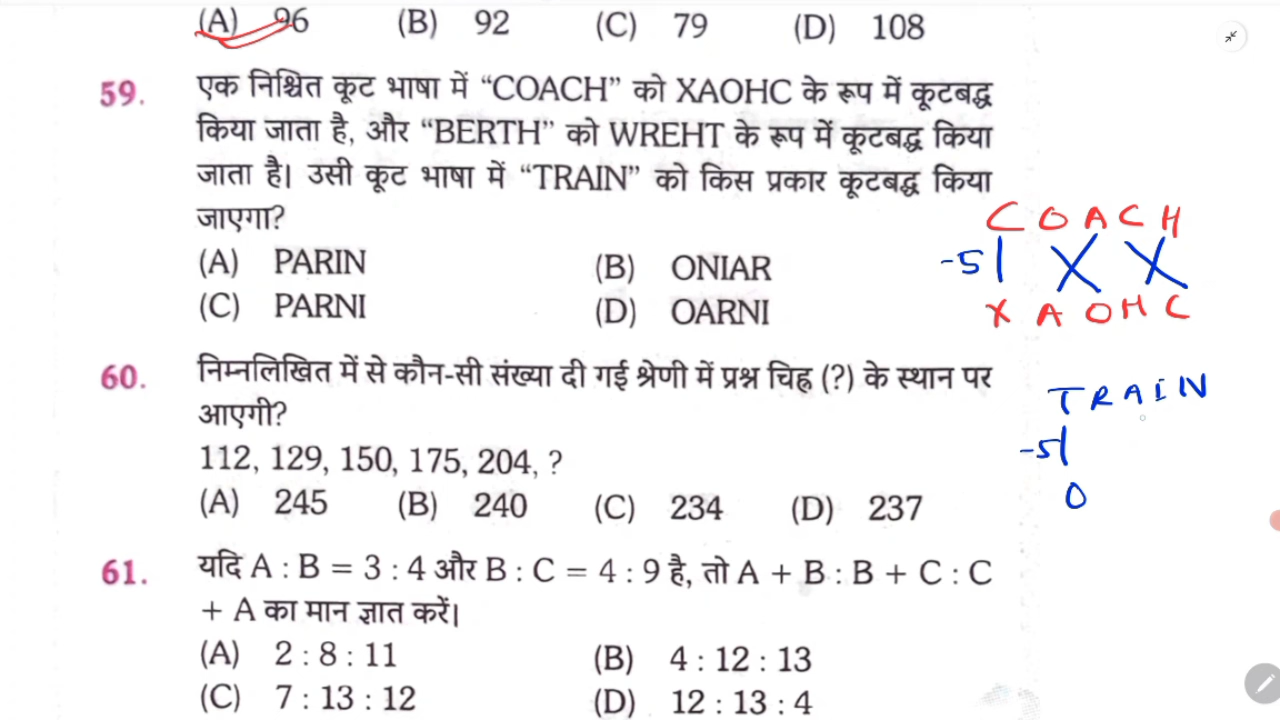 (A) 96 (B) 92 (C) 79 (D) 108
59. एक निश्चित कूट भाषा में “COACH” को XAOHC के रूप में कूटबद्ध
किया जाता है, और “BERTH” को WREHT के रूप में कूटबद्ध किया
जाता है। उसी कूट भाषा में “TRAIN” को किस प्रकार कूटबद्ध किया
जाएगा?
(A) PARIN (B) ONIAR
(C) PARNI (D) OARNI
60. निम्नलिखित में से कौन-सी संख्या दी गई श्रेणी में प्रश्न चिह्न (?) के स्थान पर
आएगी?
112, 129, 150, 175, 204, ?
(A) 245 (B) 240 (C) 234 (D) 237
61. यदि A : B = 3 : 4 और B : C = 4 : 9 है, तो A + B : B + C : C
+ A का मान ज्ञात करें।
(A) 2 : 8 : 11 (B) 4 : 12 : 13
(C) 7 : 13 : 12 (D) 12 : 13 : 4
C O A C H
-5
X A O H C
T R A I N
-5
O